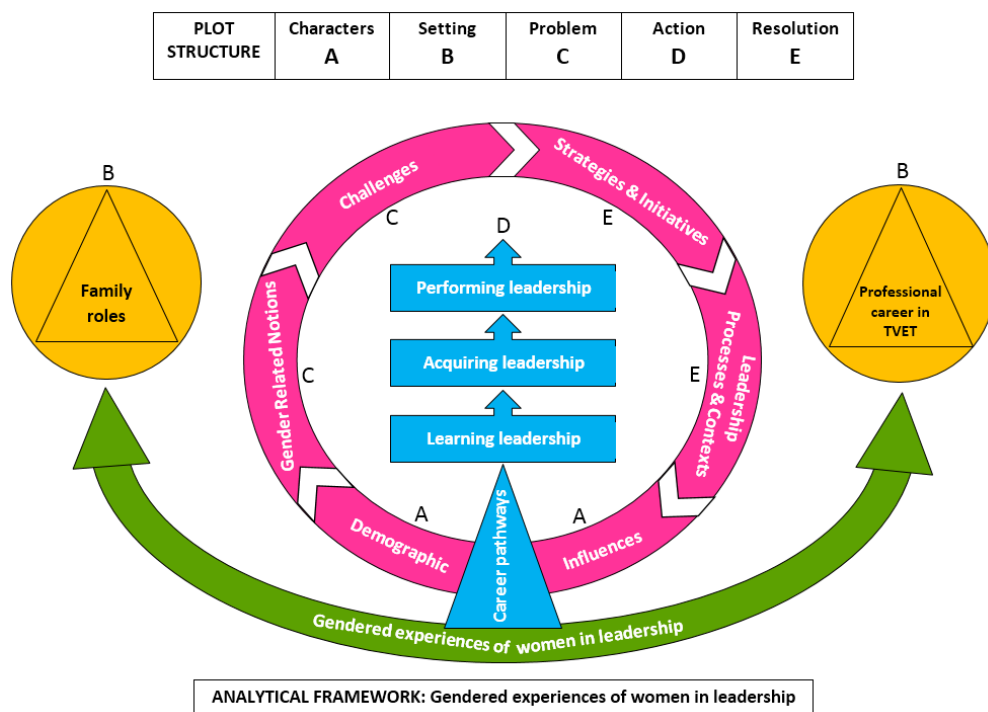 PLOT STRUCTURE
Characters A
Setting B
Problem C
Action D
Resolution E
Challenges
Strategies & Initiatives
B
B
C
D
E
Family
roles
Performing leadership
Professional
career in
TVET
Gender Related Notions
Acquiring leadership
Leadership
Processes & Contexts
C
E
Learning leadership
A
A
Demographic
Career pathways
Influences
Gendered experiences of women in leadership
ANALYTICAL FRAMEWORK: Gendered experiences of women in leadership